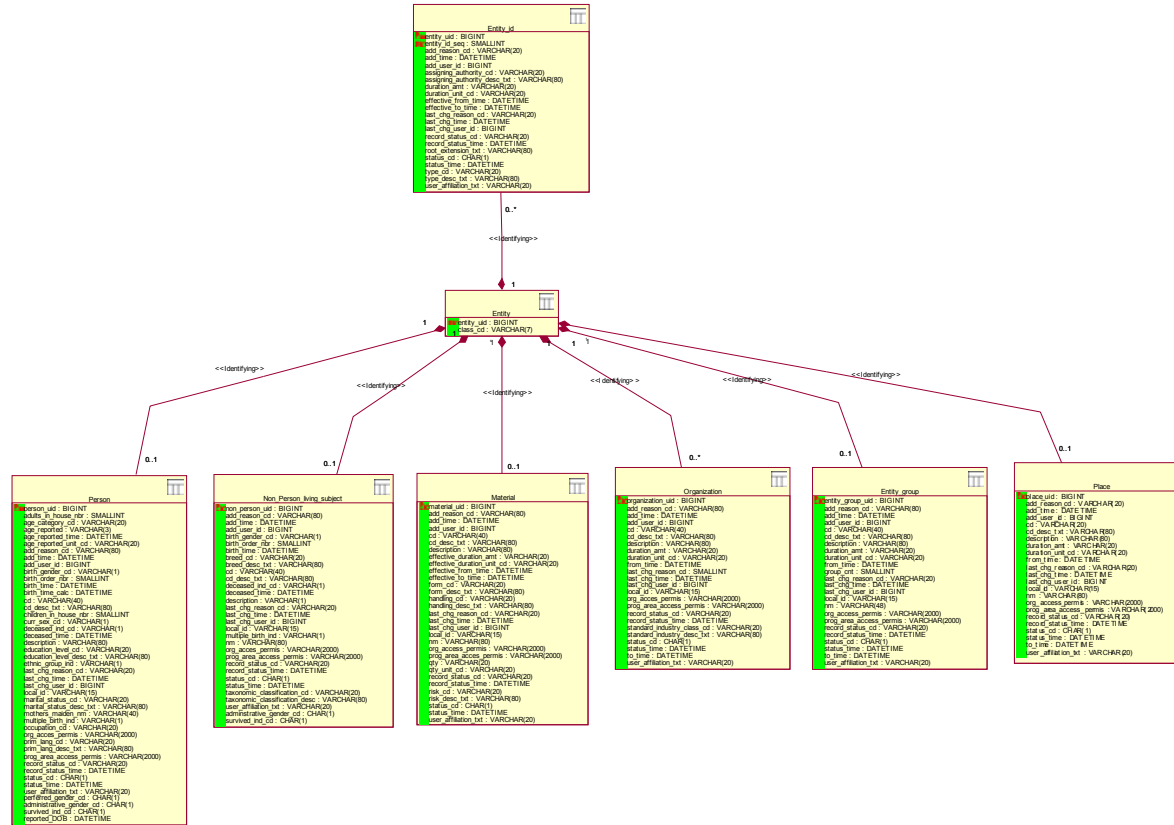 Entity_id
entity_uid : BIGINT
entity_id_seq : SMALLINT
add_reason_cd : VARCHAR(20)
add_time : DATETIME
add_user_id : BIGINT
assigning_authority_cd : VARCHAR(20)
assigning_authority_desc_txt : VARCHAR(80)
duration_amt : VARCHAR(20)
duration_unit_cd : VARCHAR(20)
effective_from_time : DATETIME
effective_to_time : DATETIME
last_chg_reason_cd : VARCHAR(20)
last_chg_time : DATETIME
last_chg_user_id : BIGINT
record_status_cd : VARCHAR(20)
record_status_time : DATETIME
root_extension_txt : VARCHAR(80)
status_cd : CHAR(1)
status_time : DATETIME
type_cd : VARCHAR(20)
type_desc_txt : VARCHAR(80)
user_affiliation_txt : VARCHAR(20)
0..*
<<Identifying>>
1
Entity
entity_uid : BIGINT
class_cd : VARCHAR(7)
1
1
1
1
1
1
<<Identifying>>
<<Identifying>>
<<Identifying>>
<<Identifying>>
<<Identifying>>
<<Identifying>>
0..1
0..1
0..1
0..*
0..1
0..1
Person
person_uid : BIGINT
adults_in_house_nbr : SMALLINT
age_category_cd : VARCHAR(20)
age_reported : VARCHAR(3)
age_reported_time : DATETIME
age_reported_unit_cd : VARCHAR(20)
add_reason_cd : VARCHAR(80)
add_time : DATETIME
add_user_id : BIGINT
birth_gender_cd : VARCHAR(1)
birth_order_nbr : SMALLINT
birth_time : DATETIME
birth_time_calc : DATETIME
cd : VARCHAR(40)
cd_desc_txt : VARCHAR(80)
children_in_house_nbr : SMALLINT
curr_sex_cd : VARCHAR(1)
deceased_ind_cd : VARCHAR(1)
deceased_time : DATETIME
description : VARCHAR(80)
education_level_cd : VARCHAR(20)
education_level_desc_txt : VARCHAR(80)
ethnic_group_ind : VARCHAR(1)
last_chg_reason_cd : VARCHAR(20)
last_chg_time : DATETIME
last_chg_user_id : BIGINT
local_id : VARCHAR(15)
marital_status_cd : VARCHAR(20)
marital_status_desc_txt : VARCHAR(80)
mothers_maiden_nm : VARCHAR(40)
multiple_birth_ind : VARCHAR(1)
occupation_cd : VARCHAR(20)
org_acces_permis : VARCHAR(2000)
prim_lang_cd : VARCHAR(20)
prim_lang_desc_txt : VARCHAR(80)
prog_area_access_permis : VARCHAR(2000)
record_status_cd : VARCHAR(20)
record_status_time : DATETIME
status_cd : CHAR(1)
status_time : DATETIME
user_affiliation_txt : VARCHAR(20)
perferred_gender_cd : CHAR(1)
administrative_gender_cd : CHAR(1)
survived_ind_cd : CHAR(1)
reported_DOB : DATETIME
Non_Person_living_subject
non_person_uid : BIGINT
add_reason_cd : VARCHAR(80)
add_time : DATETIME
add_user_id : BIGINT
birth_gender_cd : VARCHAR(1)
birth_order_nbr : SMALLINT
birth_time : DATETIME
breed_cd : VARCHAR(20)
breed_desc_txt : VARCHAR(80)
cd : VARCHAR(40)
cd_desc_txt : VARCHAR(80)
deceased_ind_cd : VARCHAR(1)
deceased_time : DATETIME
description : VARCHAR(1)
last_chg_reason_cd : VARCHAR(20)
last_chg_time : DATETIME
last_chg_user_id : BIGINT
local_id : VARCHAR(15)
multiple_birth_ind : VARCHAR(1)
nm : VARCHAR(80)
org_acces_permis : VARCHAR(2000)
prog_area_access_permis : VARCHAR(2000)
record_status_cd : VARCHAR(20)
record_status_time : DATETIME
status_cd : CHAR(1)
status_time : DATETIME
taxonomic_classification_cd : VARCHAR(20)
taxonomic_classification_desc : VARCHAR(80)
user_affiliation_txt : VARCHAR(20)
administrative_gender_cd : CHAR(1)
survived_ind_cd : CHAR(1)
Material
material_uid : BIGINT
add_reason_cd : VARCHAR(80)
add_time : DATETIME
add_user_id : BIGINT
cd : VARCHAR(40)
cd_desc_txt : VARCHAR(80)
description : VARCHAR(80)
effective_duration_amt : VARCHAR(20)
effective_duration_unit_cd : VARCHAR(20)
effective_from_time : DATETIME
effective_to_time : DATETIME
form_cd : VARCHAR(20)
form_desc_txt : VARCHAR(80)
handling_cd : VARCHAR(20)
handling_desc_txt : VARCHAR(80)
last_chg_reason_cd : VARCHAR(20)
last_chg_time : DATETIME
last_chg_user_id : BIGINT
local_id : VARCHAR(15)
nm : VARCHAR(80)
org_access_permis : VARCHAR(2000)
prog_area_access_permis : VARCHAR(2000)
qty : VARCHAR(20)
qty_unit_cd : VARCHAR(20)
record_status_cd : VARCHAR(20)
record_status_time : DATETIME
risk_cd : VARCHAR(20)
risk_desc_txt : VARCHAR(80)
status_cd : CHAR(1)
status_time : DATETIME
user_affiliation_txt : VARCHAR(20)
Organization
organization_uid : BIGINT
add_reason_cd : VARCHAR(80)
add_time : DATETIME
add_user_id : BIGINT
cd : VARCHAR(40)
cd_desc_txt : VARCHAR(80)
description : VARCHAR(80)
duration_amt : VARCHAR(20)
duration_unit_cd : VARCHAR(20)
from_time : DATETIME
last_chg_reason_cd : SMALLINT
last_chg_time : DATETIME
last_chg_user_id : BIGINT
local_id : VARCHAR(15)
org_access_permis : VARCHAR(2000)
prog_area_access_permis : VARCHAR(2000)
record_status_time : DATETIME
record_status_cd : VARCHAR(20)
standard_industry_class_cd : VARCHAR(20)
standard_industry_desc_txt : VARCHAR(80)
status_cd : CHAR(1)
status_time : DATETIME
to_time : DATETIME
user_affiliation_txt : VARCHAR(20)
Entity_group
entity_group_uid : BIGINT
add_reason_cd : VARCHAR(80)
add_time : DATETIME
add_user_id : BIGINT
cd : VARCHAR(40)
cd_desc_txt : VARCHAR(80)
description : VARCHAR(80)
duration_amt : VARCHAR(20)
duration_unit_cd : VARCHAR(20)
from_time : DATETIME
group_cnt : SMALLINT
last_chg_reason_cd : VARCHAR(20)
last_chg_time : DATETIME
last_chg_user_id : BIGINT
local_id : VARCHAR(15)
nm : VARCHAR(48)
org_access_permis : VARCHAR(2000)
prog_area_access_permis : VARCHAR(2000)
record_status_cd : VARCHAR(20)
record_status_time : DATETIME
status_cd : CHAR(1)
status_time : DATETIME
to_time : DATETIME
user_affiliation_txt : VARCHAR(20)
Place
place_uid : BIGINT
add_reason_cd : VARCHAR(20)
add_time : DATETIME
add_user_id : BIGINT
cd : VARCHAR(20)
cd_desc_txt : VARCHAR(80)
description : VARCHAR(80)
duration_amt : VARCHAR(20)
duration_unit_cd : VARCHAR(20)
from_time : DATETIME
last_chg_reason_cd : VARCHAR(20)
last_chg_time : DATETIME
last_chg_user_id : BIGINT
local_id : VARCHAR(15)
nm : VARCHAR(80)
org_access_permis : VARCHAR(2000)
prog_area_access_permis : VARCHAR(2000)
record_status_cd : VARCHAR(20)
record_status_time : DATETIME
status_cd : CHAR(1)
status_time : DATETIME
to_time : DATETIME
user_affiliation_txt : VARCHAR(20)